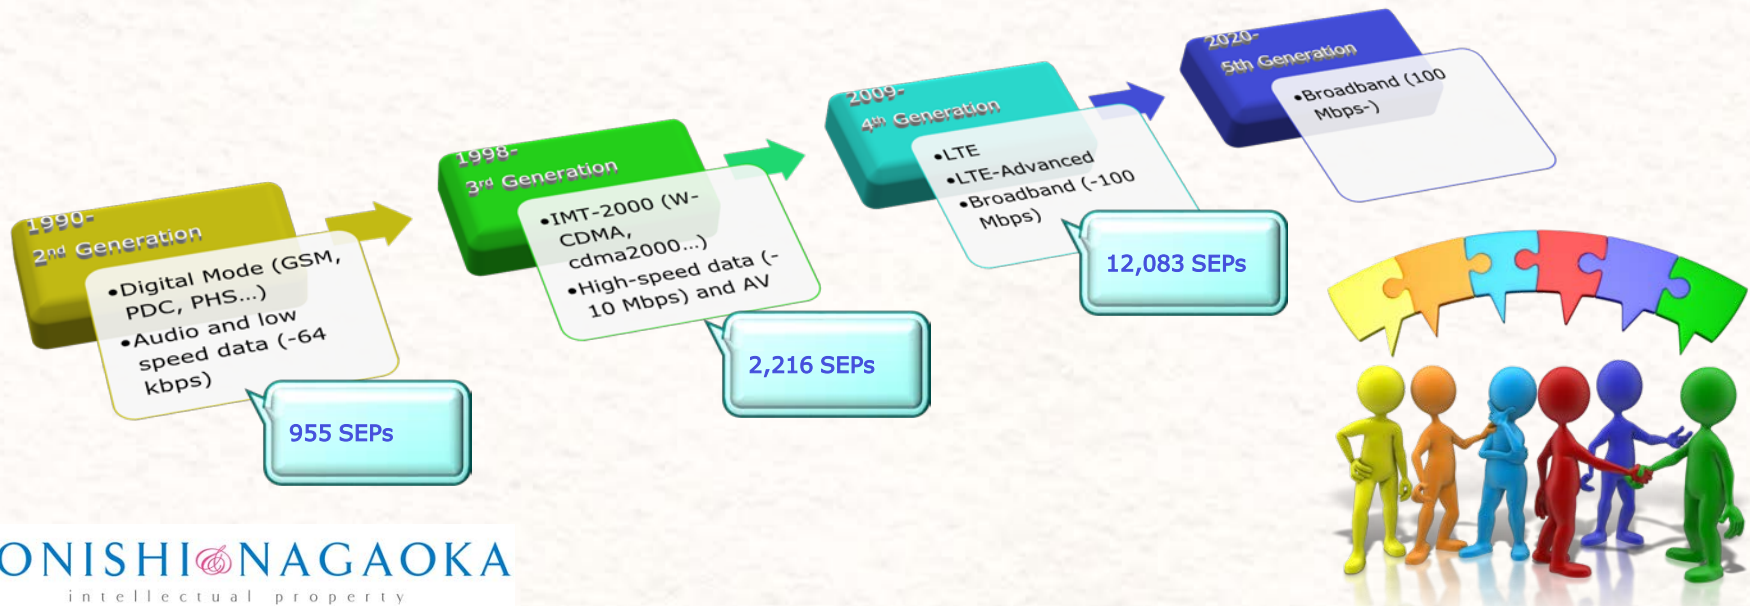 1990-
2nd Generation
•Digital Mode (GSM,
PDC, PHS...)
•Audio and low
speed data (-64
kbps)
955 SEPs
1998-
3rd Generation
•IMT-2000 (W-
CDMA,
cdma2000...)
•High-speed data (-
10 Mbps) and AV
2,216 SEPs
2009-
4th Generation
•LTE
•LTE-Advanced
•Broadband (-100
Mbps)
12,083 SEPs
2020-
5th Generation
•Broadband (100
Mbps-)
ONISHI&NAGAOKA
intellectual property